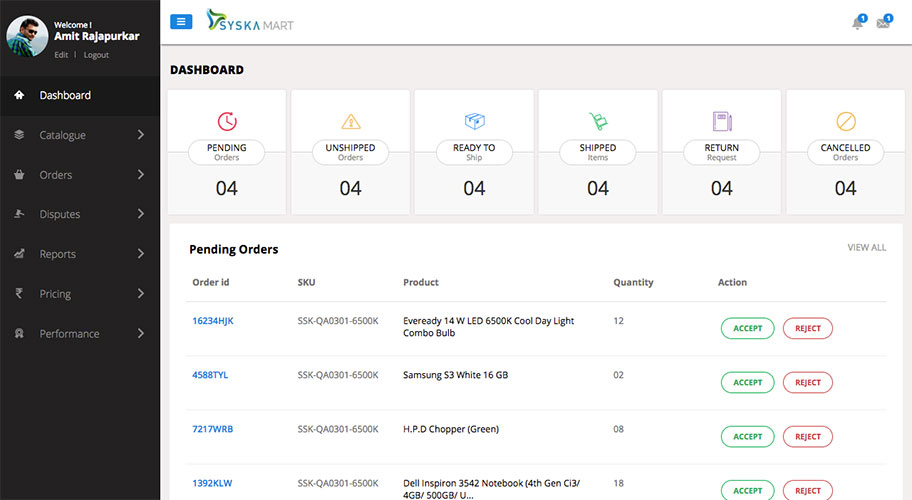 Welcome !
Amit Rajapurkar
Edit | Logout
Dashboard
Catalogue
Orders
Disputes
Reports
Pricing
Performance
SYSKA MART
1
1
DASHBOARD
PENDING
Orders
04
UNSHIPPED
Orders
04
READY TO
Ship
04
SHIPPED
Items
04
RETURN
Request
04
CANCELLED
Orders
04
Pending Orders
VIEW ALL
Order id SKU Product Quantity Action
16234HJK SSK-QA0301-6500K Eveready 14 W LED 6500K Cool Day Light 12
Combo Bulb
ACCEPT REJECT
4588TYL SSK-QA0301-6500K Samsung S3 White 16 GB 02
ACCEPT REJECT
7217WRB SSK-QA0301-6500K H.P.D Chopper (Green) 08
ACCEPT REJECT
1392KLW SSK-QA0301-6500K Dell Inspiron 3542 Notebook (4th Gen Ci3/ 18
4GB/ 500GB/ U...
ACCEPT REJECT